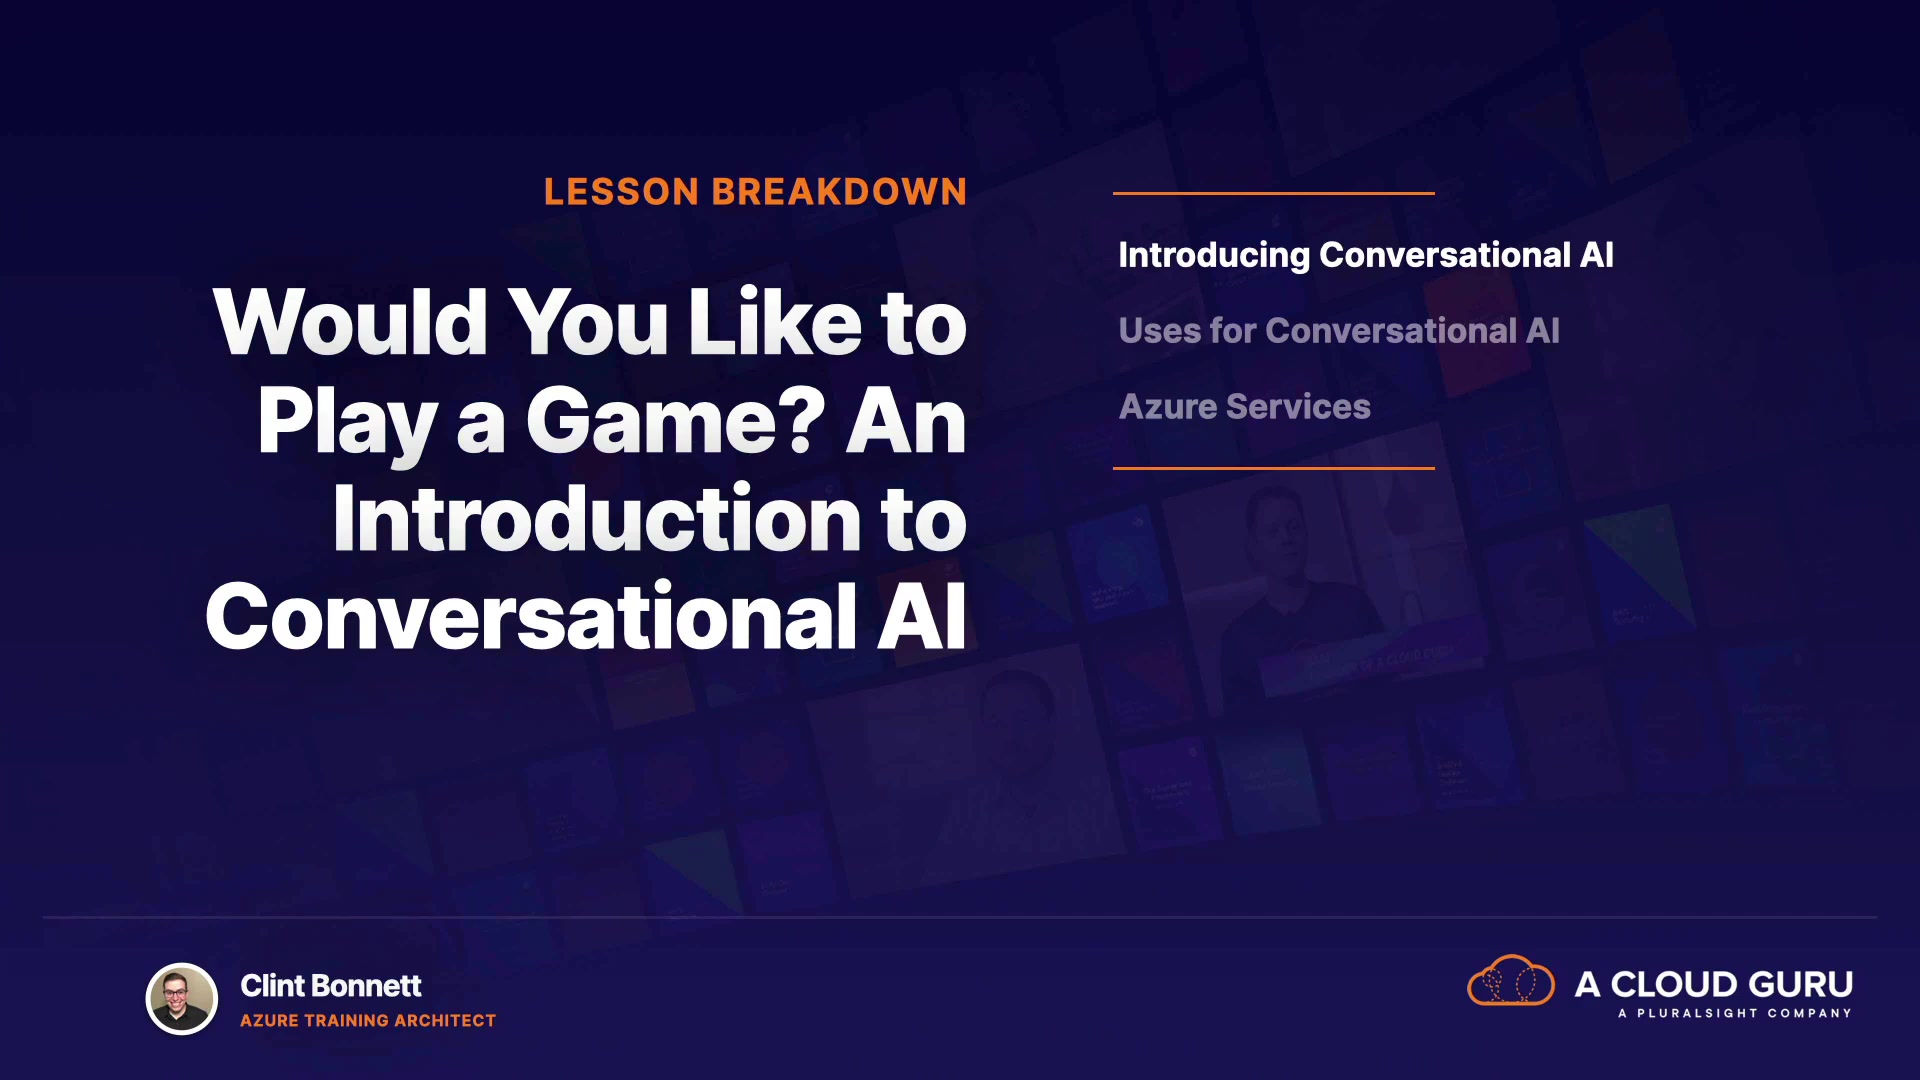 LESSON BREAKDOWN
Would You Like to
Play a Game? An
Introduction to
Conversational AI
Introducing Conversational AI
Uses for Conversational AI
Azure Services
Clint Bonnett
AZURE TRAINING ARCHITECT
A CLOUD GURU
A PLURALSIGHT COMPANY